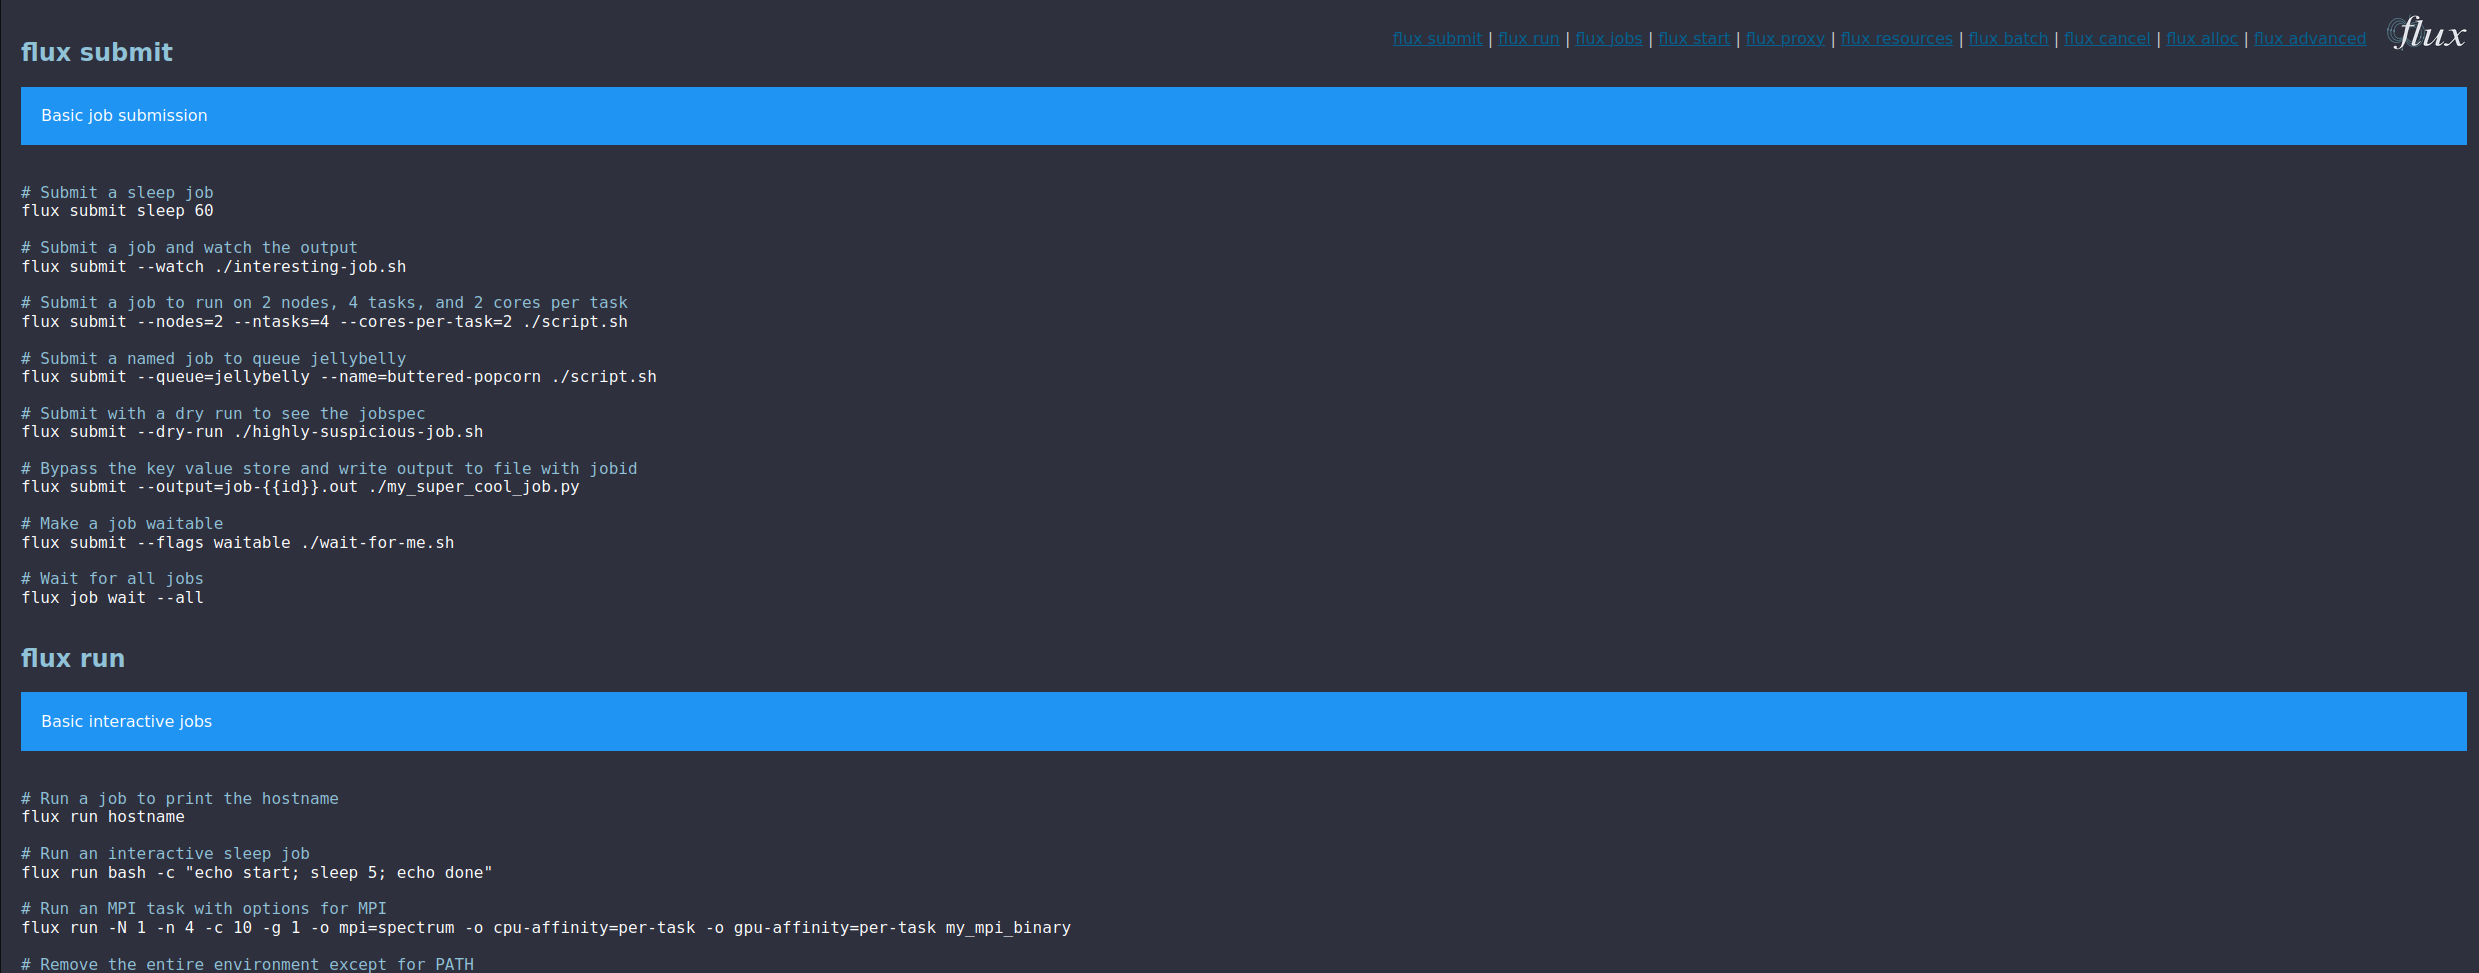 flux submit | flux run | flux jobs | flux start | flux proxy | flux resources | flux batch | flux cancel | flux alloc | flux advanced
flux
flux submit
Basic job submission
# Submit a sleep job
flux submit sleep 60
# Submit a job and watch the output
flux submit --watch ./interesting-job.sh
# Submit a job to run on 2 nodes, 4 tasks, and 2 cores per task
flux submit --nodes=2 --ntasks=4 --cores-per-task=2 ./script.sh
# Submit a named job to queue jellybelly
flux submit --queue=jellybelly --name=buttered-popcorn ./script.sh
# Submit with a dry run to see the jobspec
flux submit --dry-run ./highly-suspicious-job.sh
# Bypass the key value store and write output to file with jobid
flux submit --output=job-{{id}}.out ./my_super_cool_job.py
# Make a job waitable
flux submit --flags waitable ./wait-for-me.sh
# Wait for all jobs
flux job wait --all
flux run
Basic interactive jobs
# Run a job to print the hostname
flux run hostname
# Run an interactive sleep job
flux run bash -c "echo start; sleep 5; echo done"
# Run an MPI task with options for MPI
flux run -N 1 -n 4 -c 10 -g 1 -o mpi=spectrum -o cpu-affinity=per-task -o gpu-affinity=per-task my_mpi_binary
# Remove the entire environment except for PATH